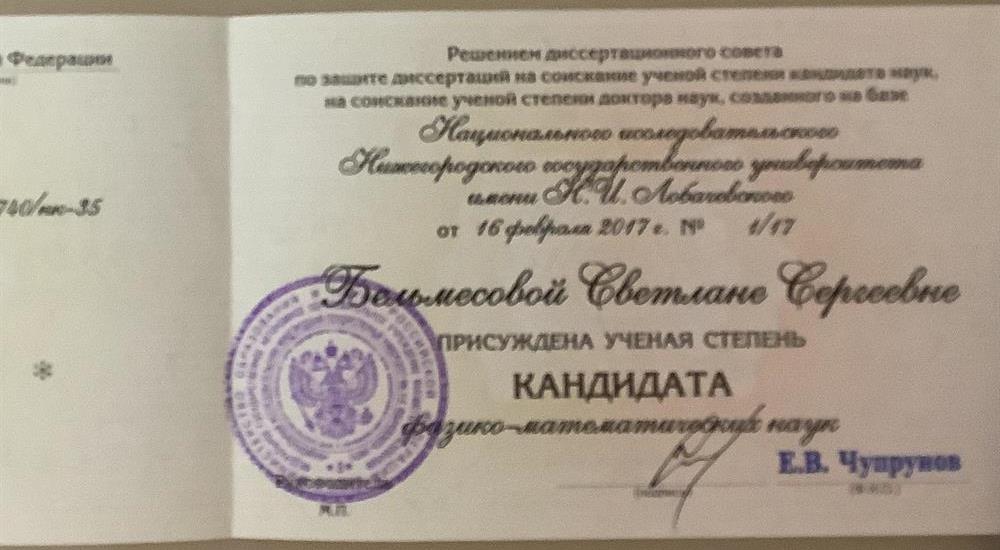 Федерации
740/нк-35
Решением диссертационного совета
по защите диссертаций на соискание ученой степени кандидата наук,
на соискание ученой степени доктора наук, созданного на базе
Национального исследовательского
Нижегородского государственного университета
имени Н.И. Лобачевского
от 16 февраля 2017 г. № 1/17
Бельмесовой Светлане Сергеевне
ПРИСУЖДЕНА УЧЕНАЯ СТЕПЕНЬ
КАНДИДАТА
физико-математических наук
Е.В. Чупрунов
(подпись)
М.П.